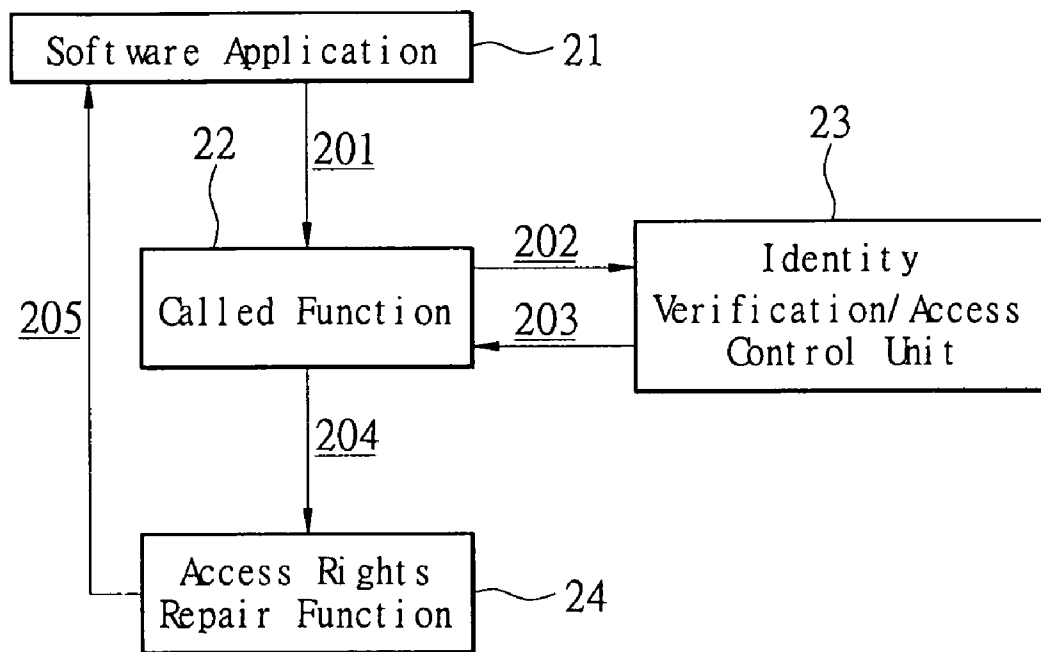 Software Application
21
22
201
23
Called Function
202
203
Identity
Verification/Access
Control Unit
205
204
Access Rights
Repair Function
24